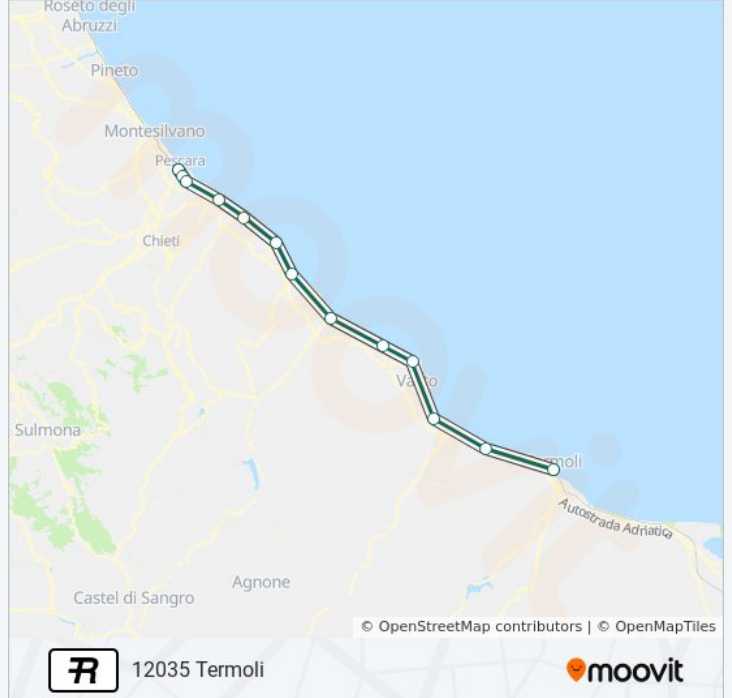 Roseto degli
Abruzzi
Pineto
Montesilvano
Pescara
Chieti
Vasto
Sulmona
Termoli
Autostrada Adriatica
Agnone
Castel di Sangro
© OpenStreetMap contributors | © OpenMapTiles
R 12035 Termoli
moovit